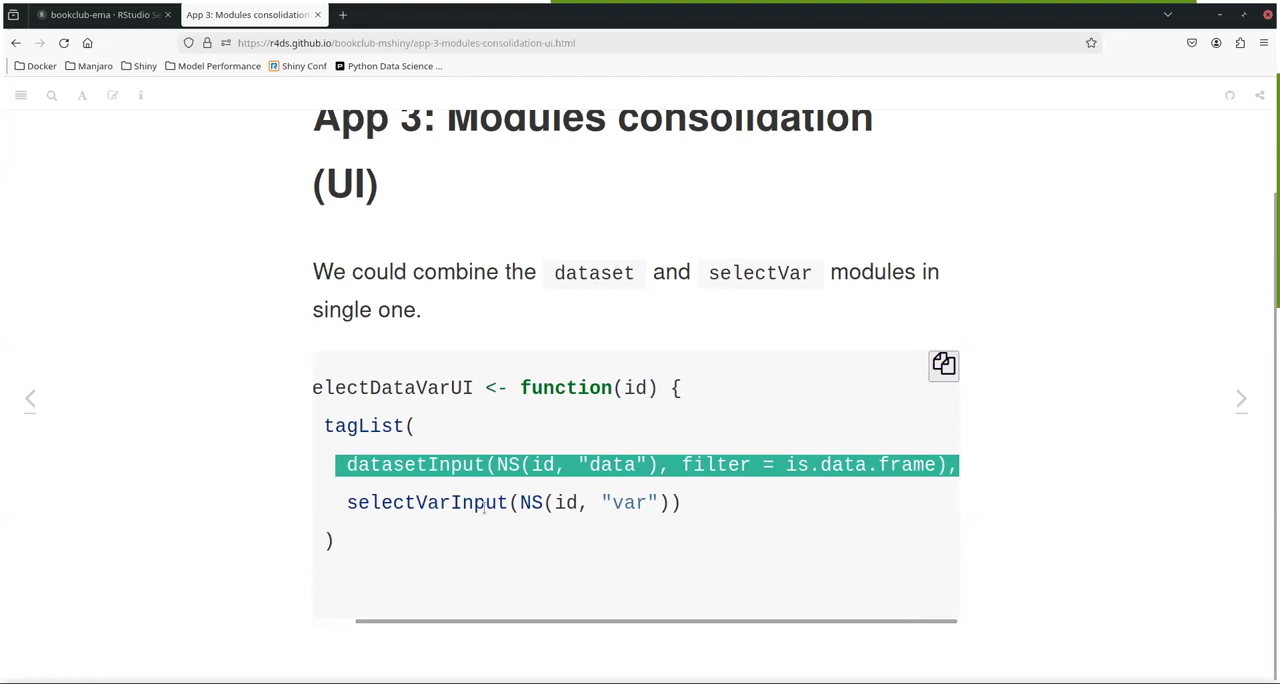 bookclub-ema · RStudio Se
App 3: Modules consolidation
https://r4ds.github.io/bookclub-mshiny/app-3-modules-consolidation-ui.html
Docker Manjaro Shiny Model Performance Shiny Conf Python Data Science ...
App 3: Modules consolidation
(UI)
We could combine the dataset and selectVar modules in
single one.
electDataVarUI <- function(id) {
tagList(
datasetInput(NS(id, "data"), filter = is.data.frame),
selectVarInput(NS(id, "var"))
)